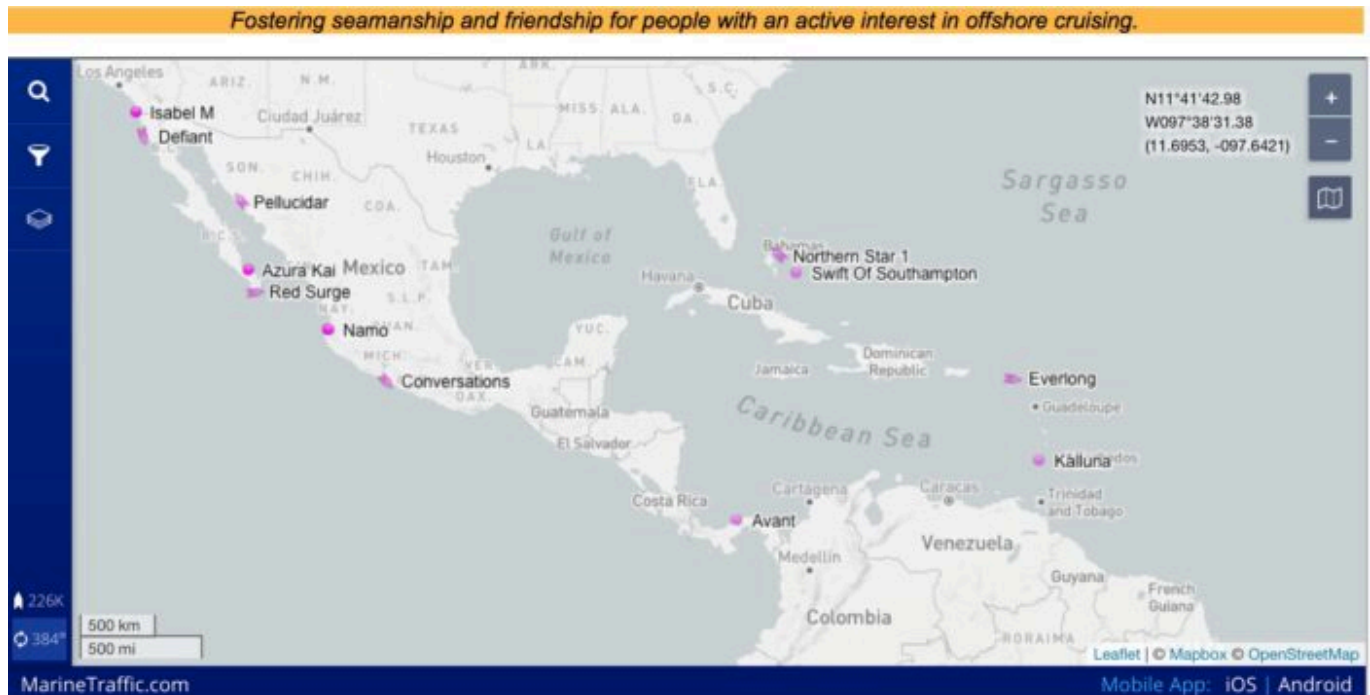 Fostering seamanship and friendship for people with an active interest in offshore cruising.
Los Angeles
ARIZ.
N.M.
ARK.
S.C.
N11°41'42.98
W097°38'31.38
(11.6953, -097.6421)
+
−
Isabel M
Defiant
Ciudad Juárez
TEXAS
MISS.
ALA.
GA.
LA.
Houston
SON.
CHIH.
COA.
FLA.
Sargasso
Sea
Pellucidar
B.C.S.
Gulf of
Mexico
Bahamas
Northern Star 1
Swift Of Southampton
Azura Kai
Mexico
TAM.
Havana
Red Surge
NAY.
S.L.P.
Cuba
Namo
GUAN.
YUC.
MICH.
VER.
CAM.
Jamaica
Dominican
Republic
Conversations
OAX.
Everlong
Guadeloupe
Guatemala
El Salvador
Caribbean Sea
Kålluna
Costa Rica
Cartagena
Caracas
Trinidad
and Tobago
Avant
Venezuela
Medellín
Guyana
French
Guiana
Colombia
RORAIMA
226K
384°
500 km
500 mi
Leaflet | © Mapbox © OpenStreetMap
MarineTraffic.com
Mobile App: iOS | Android